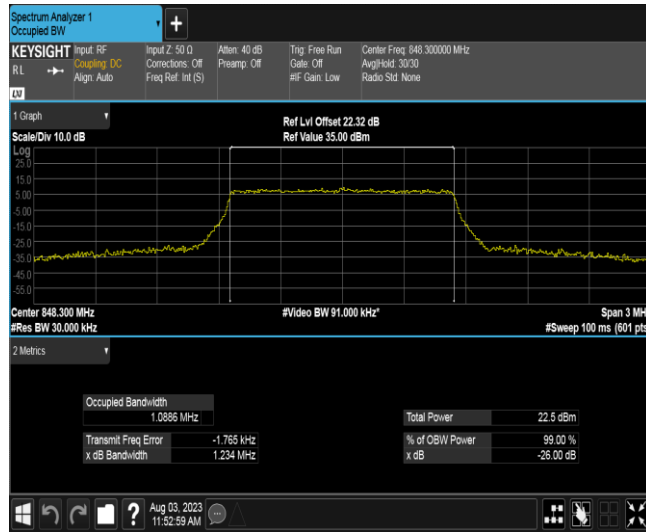 Spectrum Analyzer 1
Occupied BW
+
KEYSIGHT Input: RF Input Z: 50 Ω Atten: 40 dB Trig: Free Run Center Freq: 848.300000 MHz
RL Coupling: DC Corrections: Off Preamp: Off Gate: Off Avg|Hold: 30/30
Align: Auto Freq Ref: Int (S) #IF Gain: Low Radio Std: None
LXI
1 Graph
Ref Lvl Offset 22.32 dB
Scale/Div 10.0 dB Ref Value 35.00 dBm
Log
25.0
15.0
5.00
-5.00
-15.0
-25.0
-35.0
-45.0
-55.0
Center 848.300 MHz #Video BW 91.000 kHz* Span 3 MH
#Res BW 30.000 kHz #Sweep 100 ms (601 pts
2 Metrics
Occupied Bandwidth
1.0886 MHz Total Power 22.5 dBm
Transmit Freq Error -1.765 kHz % of OBW Power 99.00 %
x dB Bandwidth 1.234 MHz x dB -26.00 dB
?
Aug 03, 2023
11:52:59 AM